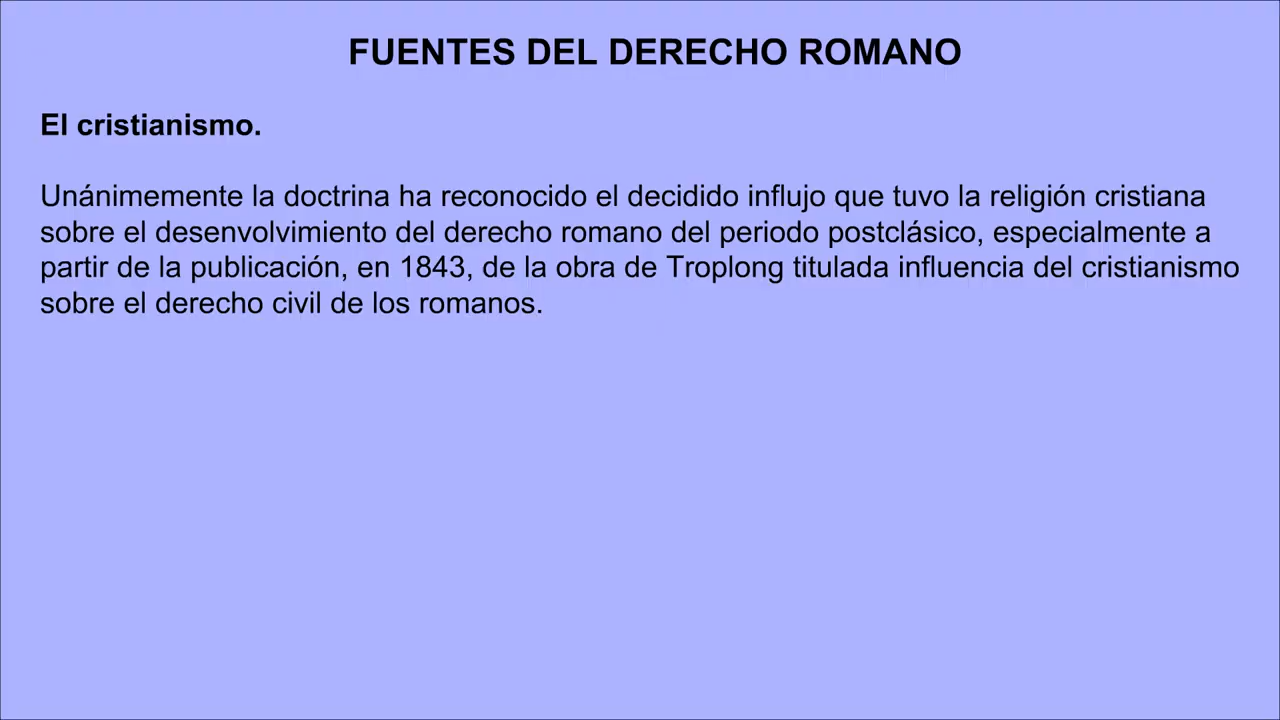 FUENTES DEL DERECHO ROMANO
El cristianismo.
Unánimemente la doctrina ha reconocido el decidido influjo que tuvo la religión cristiana
sobre el desenvolvimiento del derecho romano del periodo postclásico, especialmente a
partir de la publicación, en 1843, de la obra de Troplong titulada influencia del cristianismo
sobre el derecho civil de los romanos.